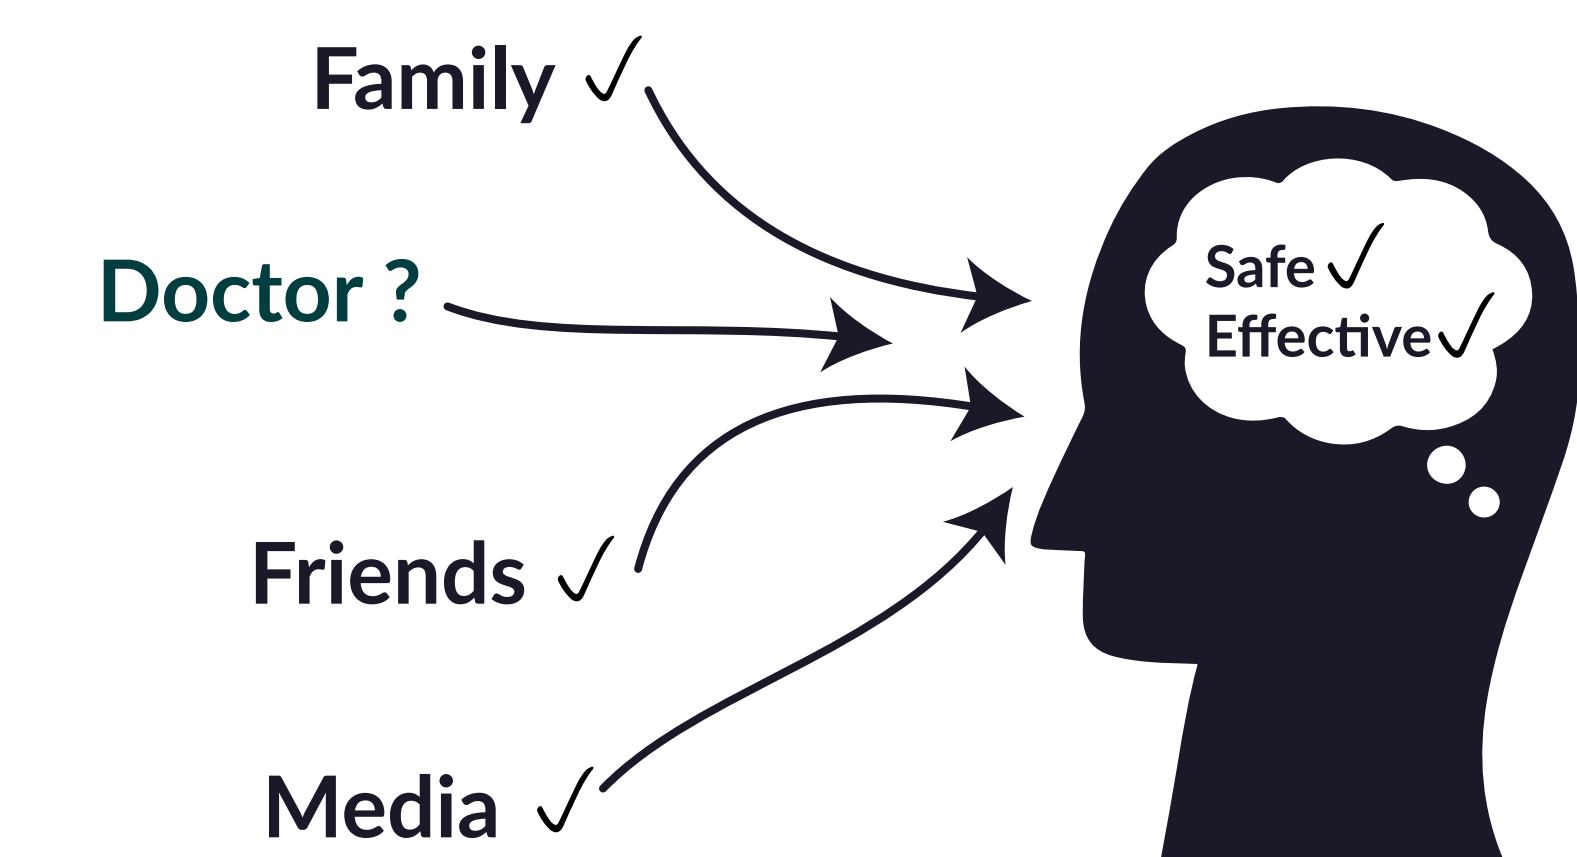 Family ✓
Doctor ?
Friends ✓
Media ✓
Safe ✓
Effective ✓